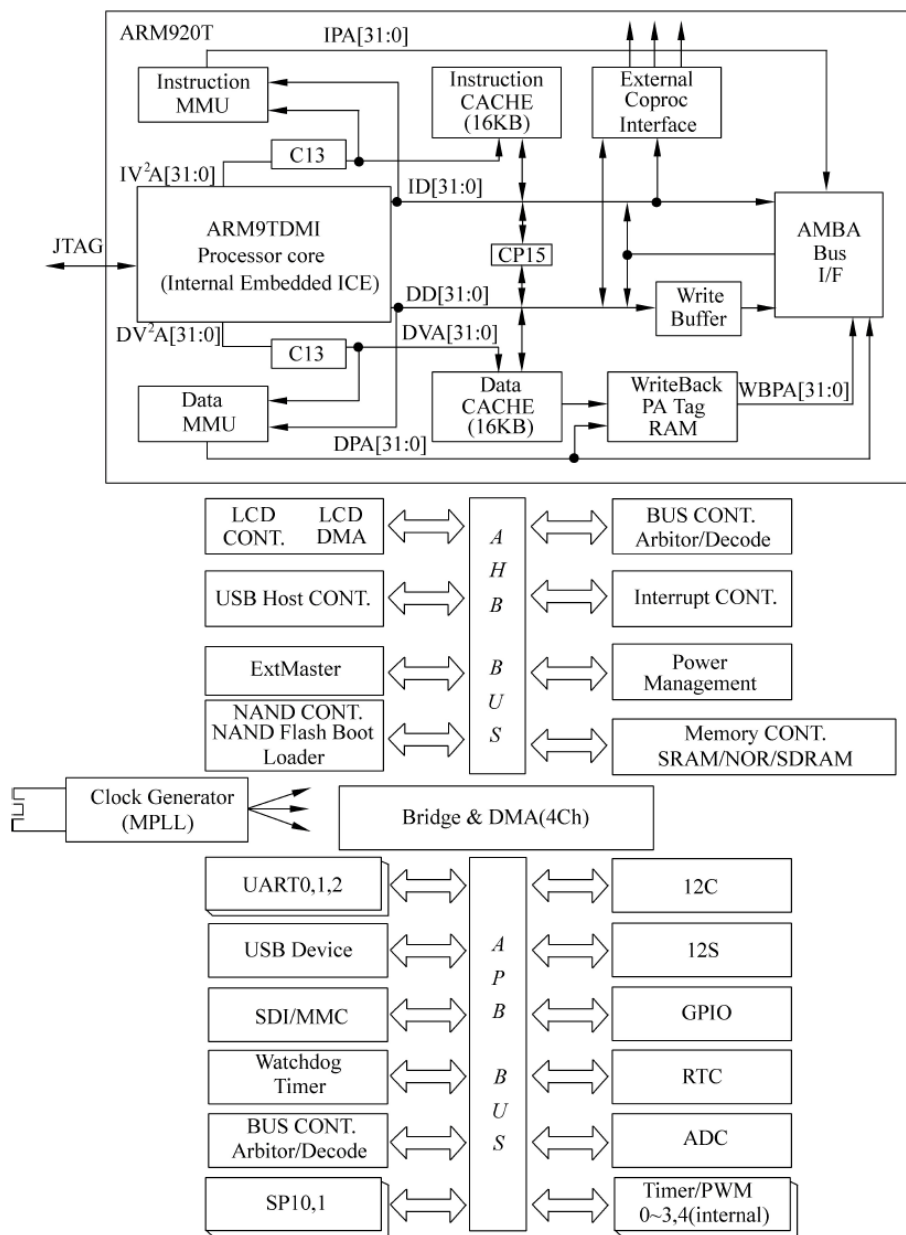 ARM920T
IPA[31:0]
Instruction
MMU
Instruction
CACHE
(16KB)
External
Coproc
Interface
C13
IV²A[31:0]
ID[31:0]
ARM9TDMI
Processor core
(Internal Embedded ICE)
JTAG
CP15
AMBA
Bus
I/F
DD[31:0]
Write
Buffer
DV²A[31:0]
DVA[31:0]
C13
Data
MMU
Data
CACHE
(16KB)
WriteBack
PA Tag
RAM
WBPA[31:0]
DPA[31:0]
LCD LCD
CONT. DMA
BUS CONT.
Arbitor/Decode
USB Host CONT.
Interrupt CONT.
ExtMaster
Power
Management
NAND CONT.
NAND Flash Boot
Loader
Memory CONT.
SRAM/NOR/SDRAM
AHB BUS
Clock Generator
(MPLL)
Bridge & DMA(4Ch)
UART0,1,2
12C
USB Device
12S
SDI/MMC
GPIO
Watchdog
Timer
RTC
BUS CONT.
Arbitor/Decode
ADC
SP10,1
Timer/PWM
0~3,4(internal)
APB BUS